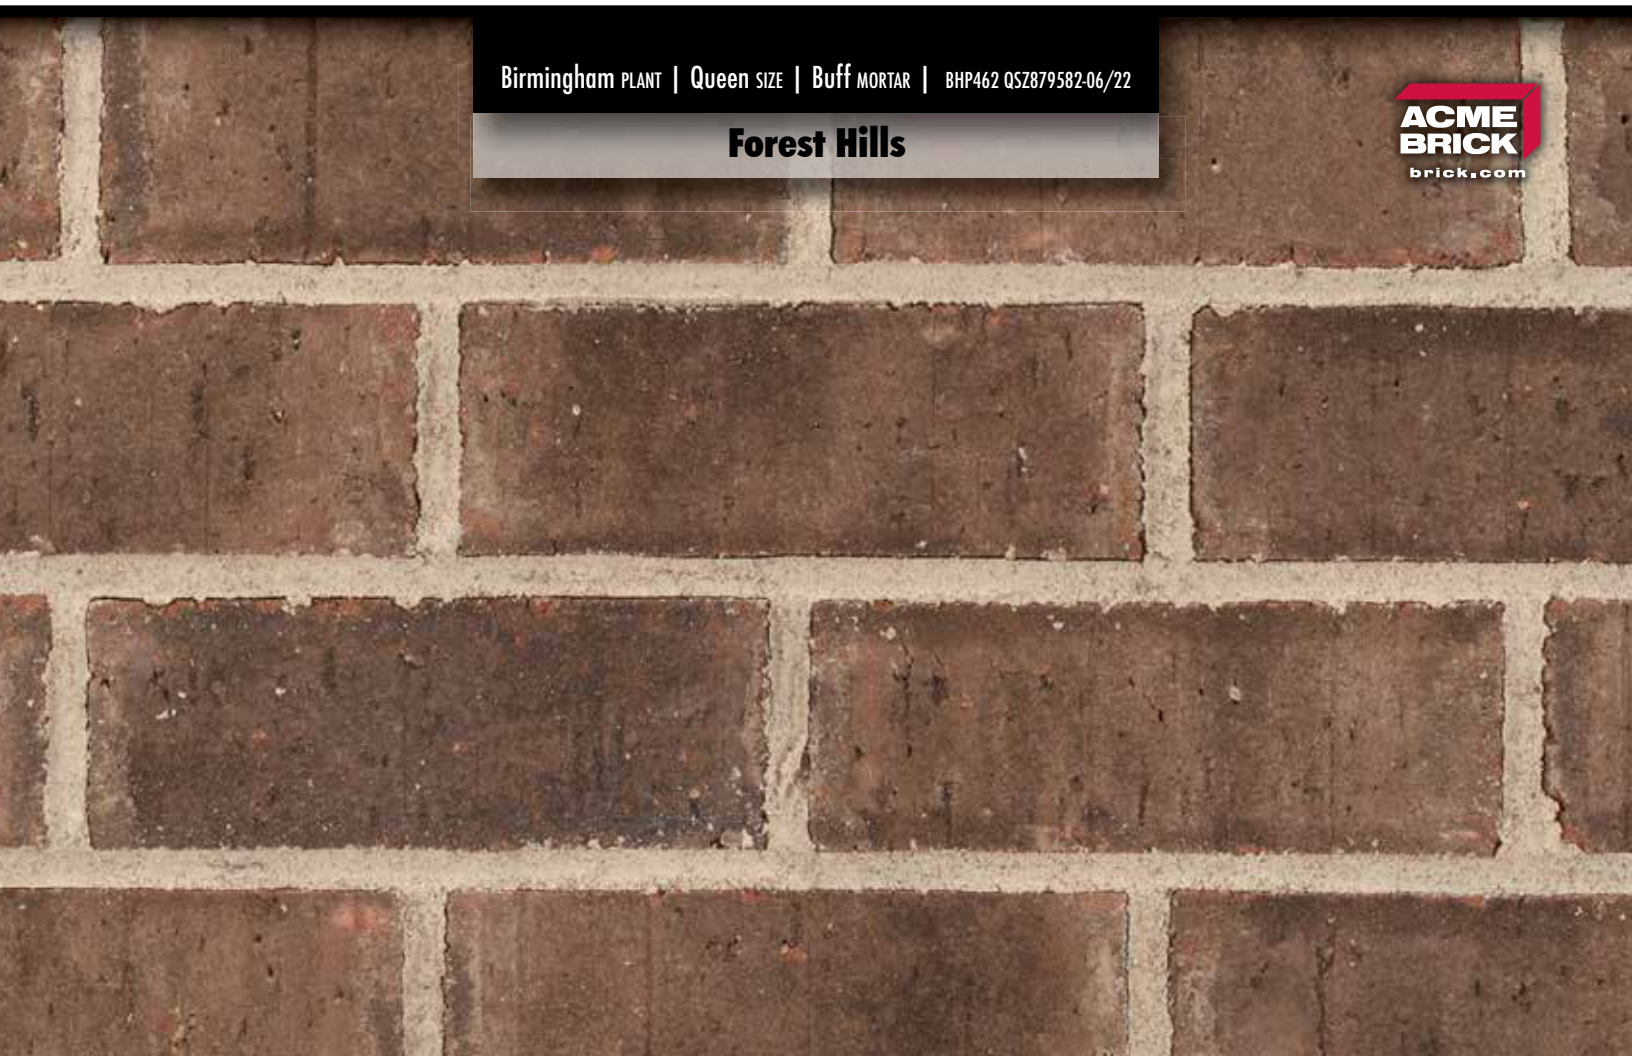 Birmingham PLANT | Queen SIZE | Buff MORTAR | BHP462 QSZ879582-06/22
Forest Hills
ACME
BRICK
brick.com